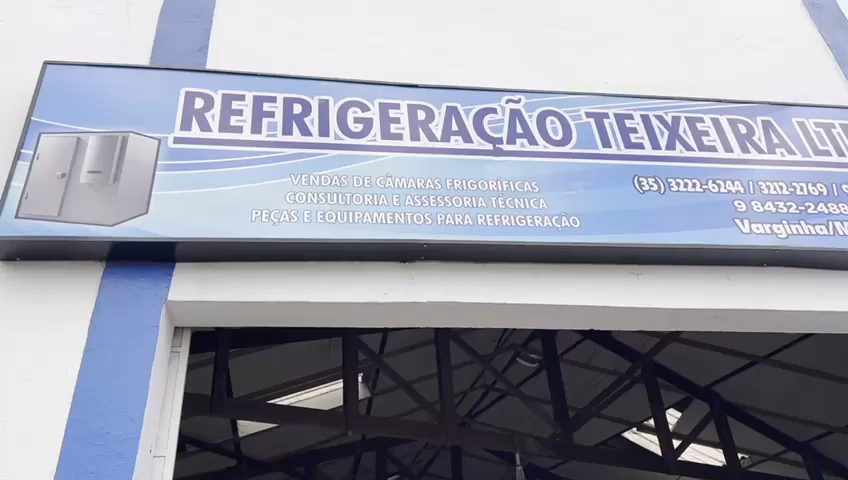 REFRIGERAÇÃO TEIXEIRA
VENDAS DE CÂMARAS FRIGORÍFICAS
CONSULTORIA E ASSESSORIA TÉCNICA
PEÇAS E EQUIPAMENTOS PARA REFRIGERAÇÃO
(35) 3222-6244 / 3212-2769 /
9 8432-2488
Varginha/